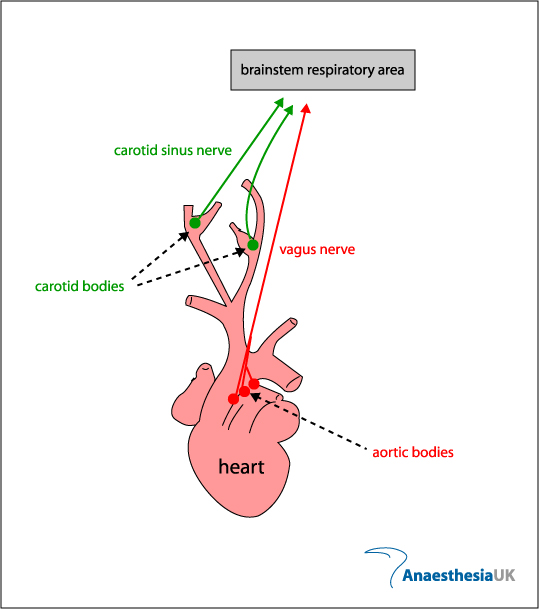 brainstem respiratory area
carotid sinus nerve
vagus nerve
carotid bodies
aortic bodies
heart
AnaesthesiaUK